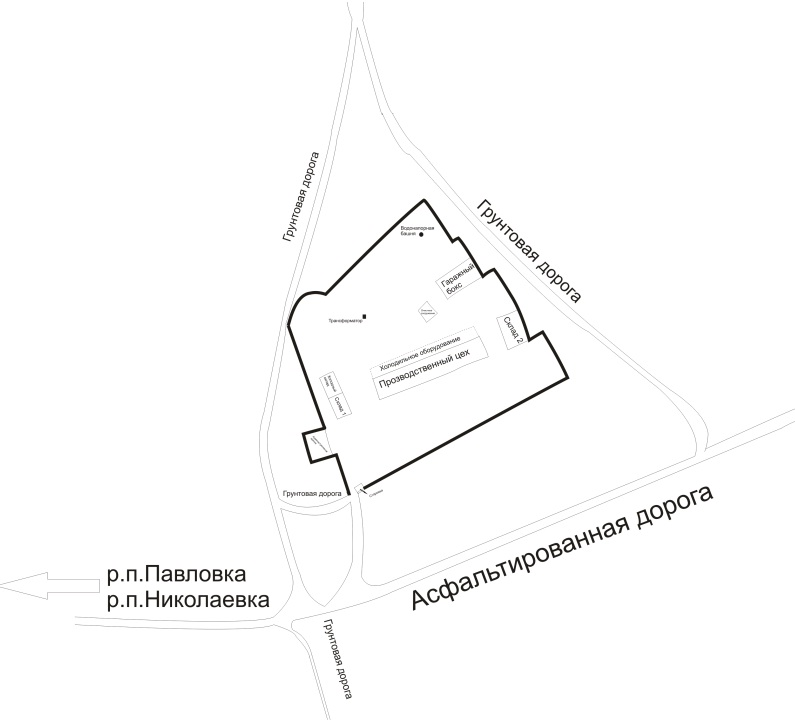 Грунтовая дорога
Грунтовая дорога
Водонапорная
башня
Гаражный
бокс
Трансформатор
Склад 2
Холодильное оборудование
Прозводственный цех
Склад 1
Грунтовая дорога
Асфальтированная дорога
р.п.Павловка
р.п.Николаевка
Грунтовая дорога